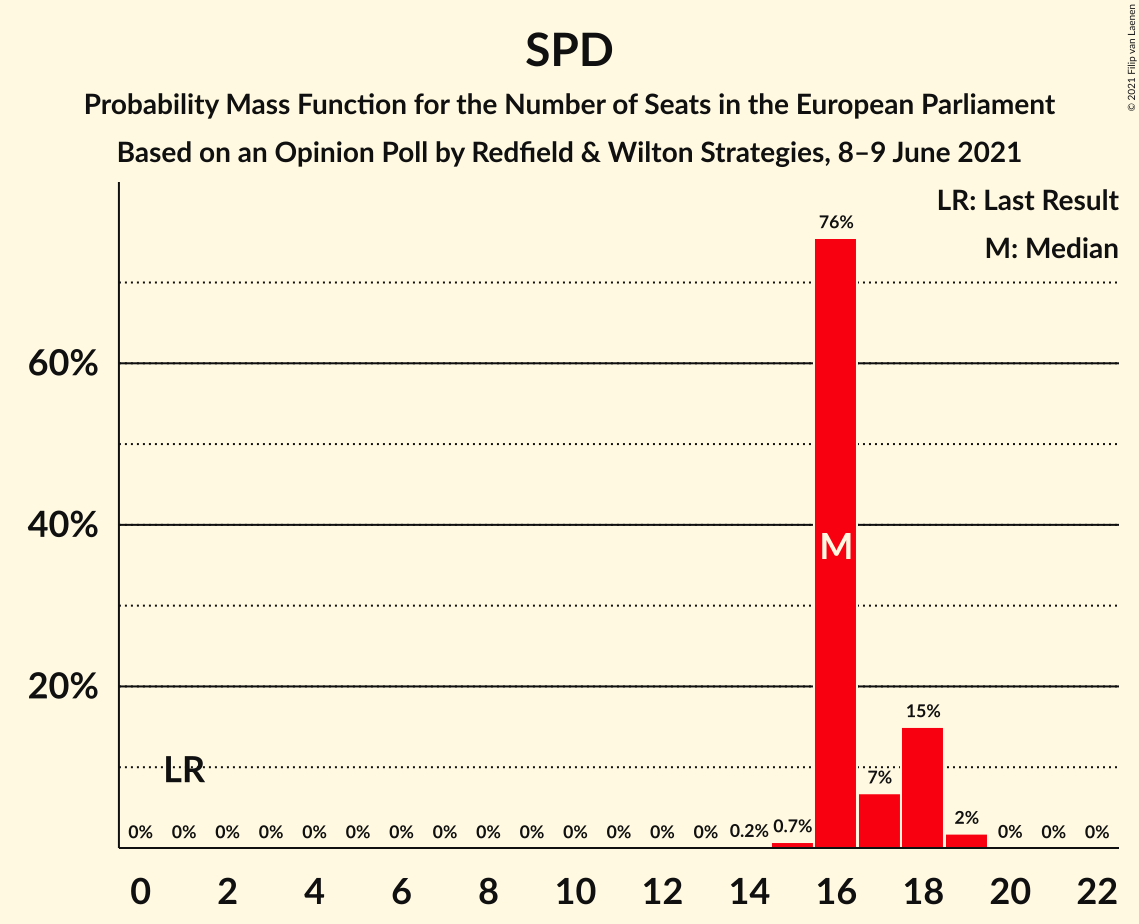 SPD
Probability Mass Function for the Number of Seats in the European Parliament
Based on an Opinion Poll by Redfield & Wilton Strategies, 8–9 June 2021
© 2021 Filip van Laenen
LR: Last Result
M: Median
76%
60%
40%
M
20%
15%
LR
7%
0% 0% 0% 0% 0% 0% 0% 0% 0% 0% 0% 0% 0% 0% 0.2% 0.7% 2% 0% 0% 0%
0 2 4 6 8 10 12 14 16 18 20 22